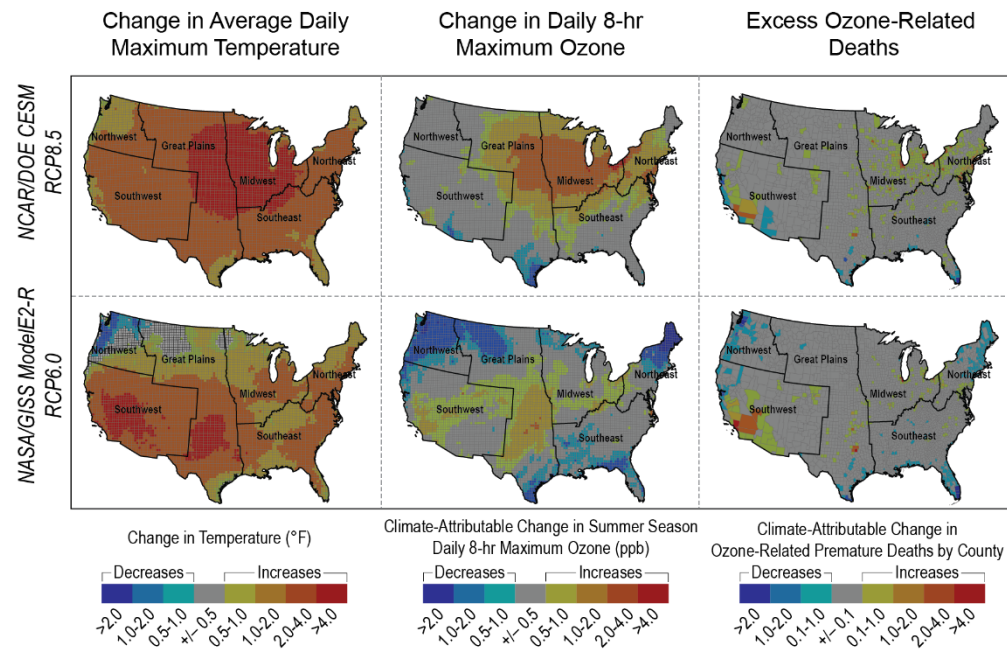 Change in Average Daily
Maximum Temperature
Change in Daily 8-hr
Maximum Ozone
Excess Ozone-Related
Deaths
NCAR/DOE CESM
RCP8.5
Northwest
Great Plains
Midwest
Northeast
Southwest
Southeast
Northwest
Great Plains
Midwest
Northeast
Southwest
Southeast
Northwest
Great Plains
Midwest
Northeast
Southwest
Southeast
NASA/GISS ModelE2-R
RCP6.0
Northwest
Great Plains
Midwest
Northeast
Southwest
Southeast
Northwest
Great Plains
Midwest
Northeast
Southwest
Southeast
Northwest
Great Plains
Midwest
Northeast
Southwest
Southeast
Change in Temperature (°F)
Decreases Increases
>2.0 1.0-2.0 0.5-1.0 +/– 0.5 0.5-1.0 1.0-2.0 2.0-4.0 >4.0
Climate-Attributable Change in Summer Season
Daily 8-hr Maximum Ozone (ppb)
Decreases Increases
>2.0 1.0-2.0 0.5-1.0 +/– 0.5 0.5-1.0 1.0-2.0 2.0-4.0 >4.0
Climate-Attributable Change in
Ozone-Related Premature Deaths by County
Decreases Increases
>2.0 1.0-2.0 0.1-1.0 +/– 0.1 0.1-1.0 1.0-2.0 2.0-4.0 >4.0